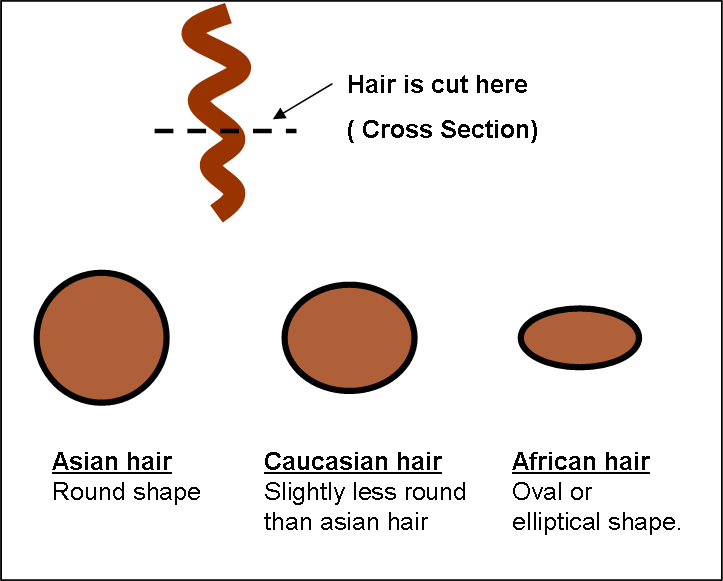 Hair is cut here
( Cross Section)
Asian hair
Round shape
Caucasian hair
Slightly less round
than asian hair
African hair
Oval or
elliptical shape.